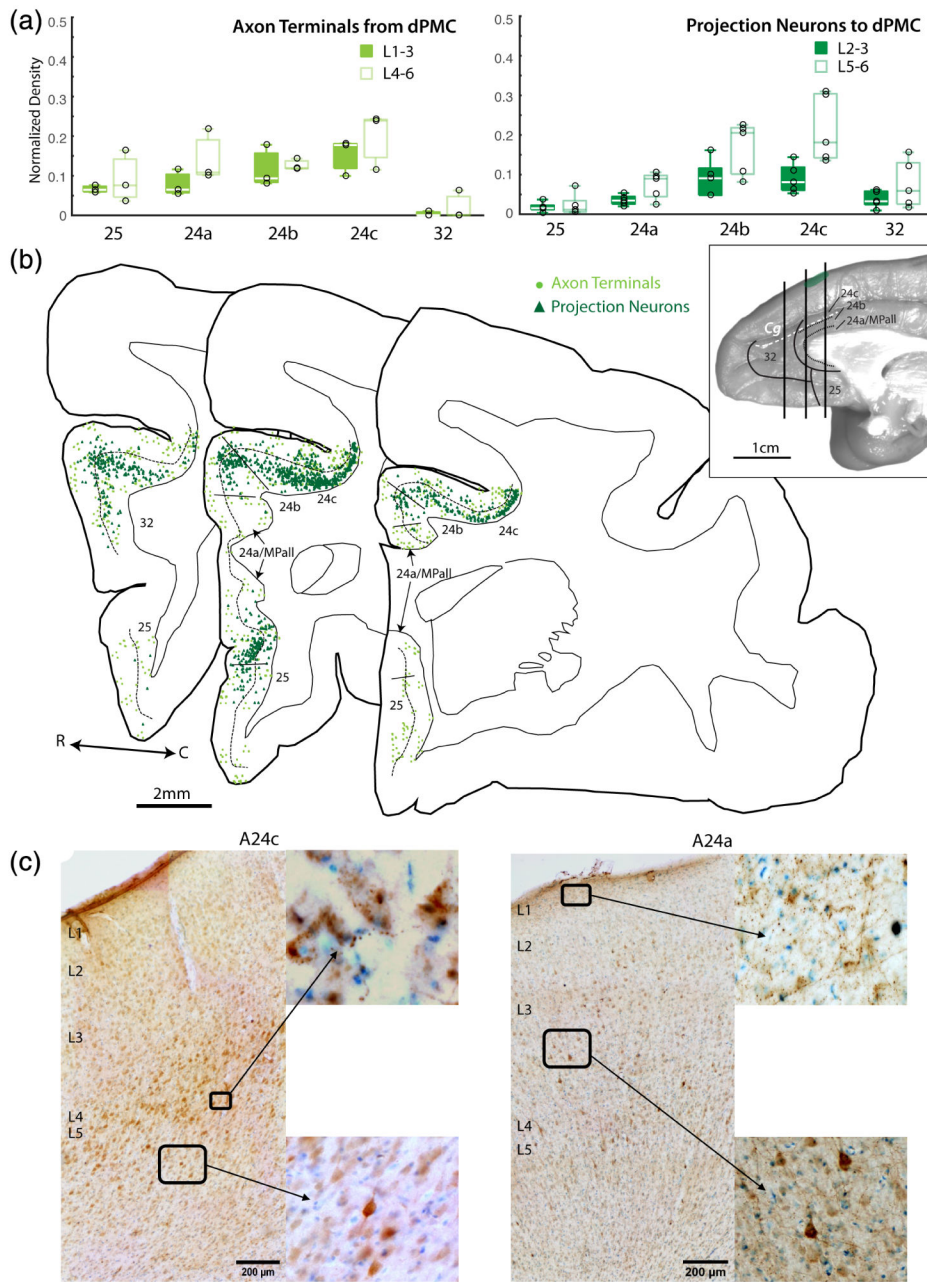 (a)
Axon Terminals from dPMC
L1-3
L4-6
Normalized Density
0.5
0.4
0.3
0.2
0.1
0
25 24a 24b 24c 32
Projection Neurons to dPMC
L2-3
L5-6
0.5
0.4
0.3
0.2
0.1
0
25 24a 24b 24c 32
(b)
Axon Terminals
Projection Neurons
24c
24b
24a/MPall
Cg
32
25
1cm
32
24b
24c
24b
24c
24a/MPall
24a/MPall
25
25
25
R
C
2mm
(c)
A24c
L1
L2
L3
L4
L5
200 µm
A24a
L1
L2
L3
L4
L5
200 µm